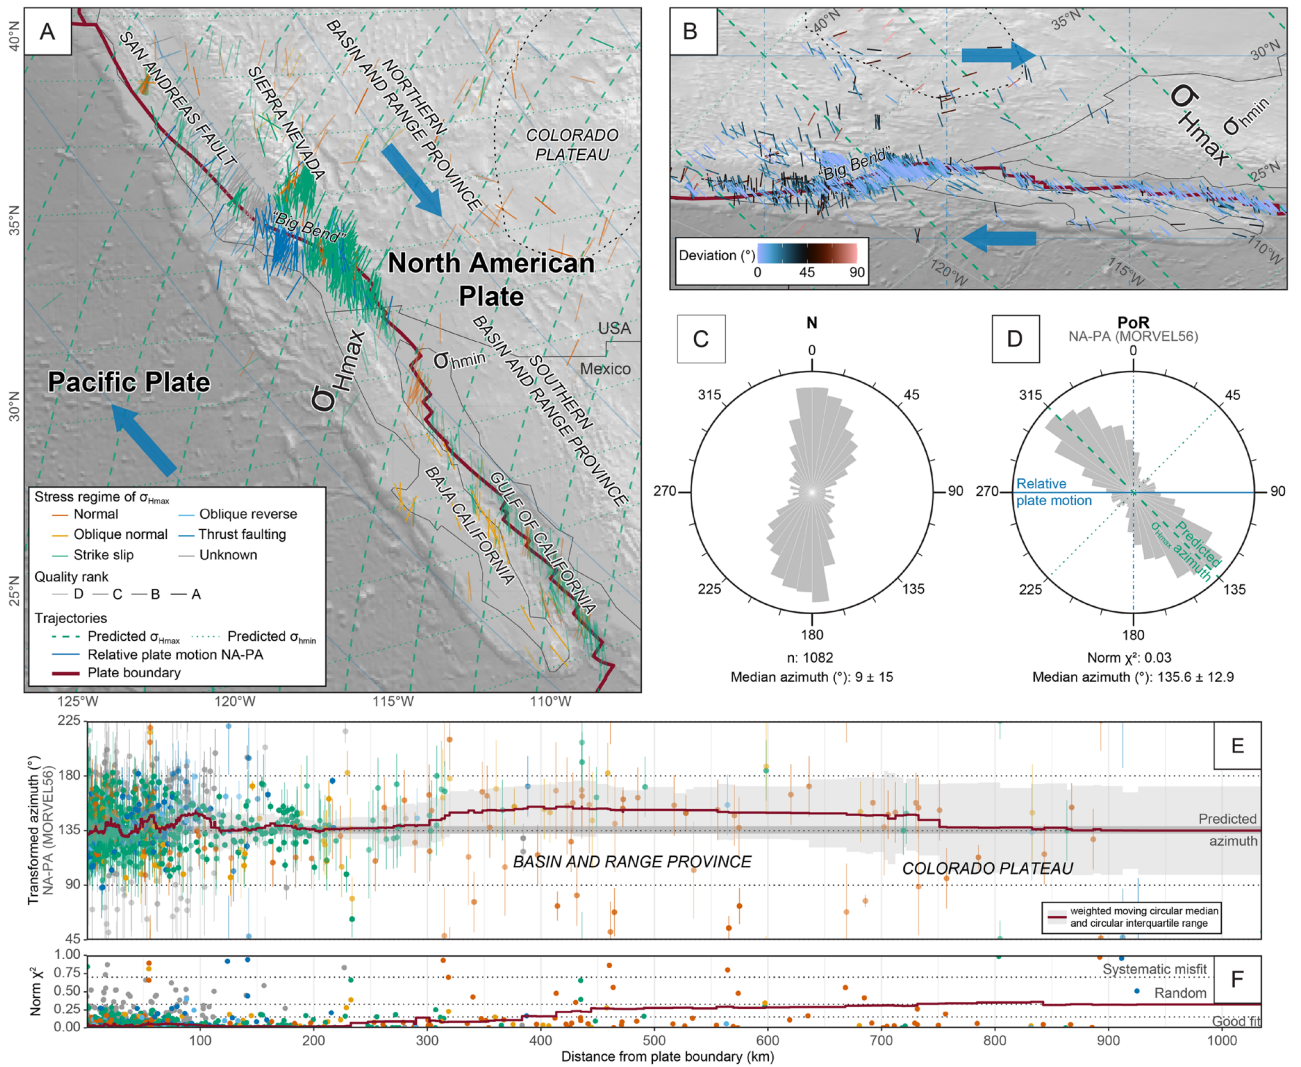 A
40°N
35°N
30°N
25°N
SAN ANDREAS FAULT
SIERRA NEVADA
NORTHERN
BASIN AND RANGE PROVINCE
COLORADO
PLATEAU
"Big Bend"
North American
Plate
USA
Mexico
σHmax
σhmin
Pacific Plate
SOUTHERN
BASIN AND RANGE PROVINCE
BAJA CALIFORNIA
GULF OF CALIFORNIA
Stress regime of σHmax
Normal
Oblique reverse
Oblique normal
Thrust faulting
Strike slip
Unknown
Quality rank
D C B A
Trajectories
Predicted σHmax
Predicted σhmin
Relative plate motion NA-PA
Plate boundary
125°W
120°W
115°W
110°W
B
40°N
35°N
30°N
25°N
σHmax
σhmin
"Big Bend"
Deviation (°)
0 45 90
120°W
115°W
110°W
C
N
0
45
90
135
180
225
270
315
n: 1082
Median azimuth (°): 9 ± 15
D
PoR
NA-PA (MORVEL56)
0
45
90
135
180
225
270
315
Relative
plate motion
Predicted
σHmax azimuth
Norm χ²: 0.03
Median azimuth (°): 135.6 ± 12.9
E
Transformed azimuth (°)
NA-PA (MORVEL56)
225
180
135
90
45
Predicted
azimuth
BASIN AND RANGE PROVINCE
COLORADO PLATEAU
weighted moving circular median
and circular interquartile range
F
Norm χ²
1.00
0.75
0.50
0.25
0.00
Systematic misfit
Random
Good fit
100 200 300 400 500 600 700 800 900 1000
Distance from plate boundary (km)